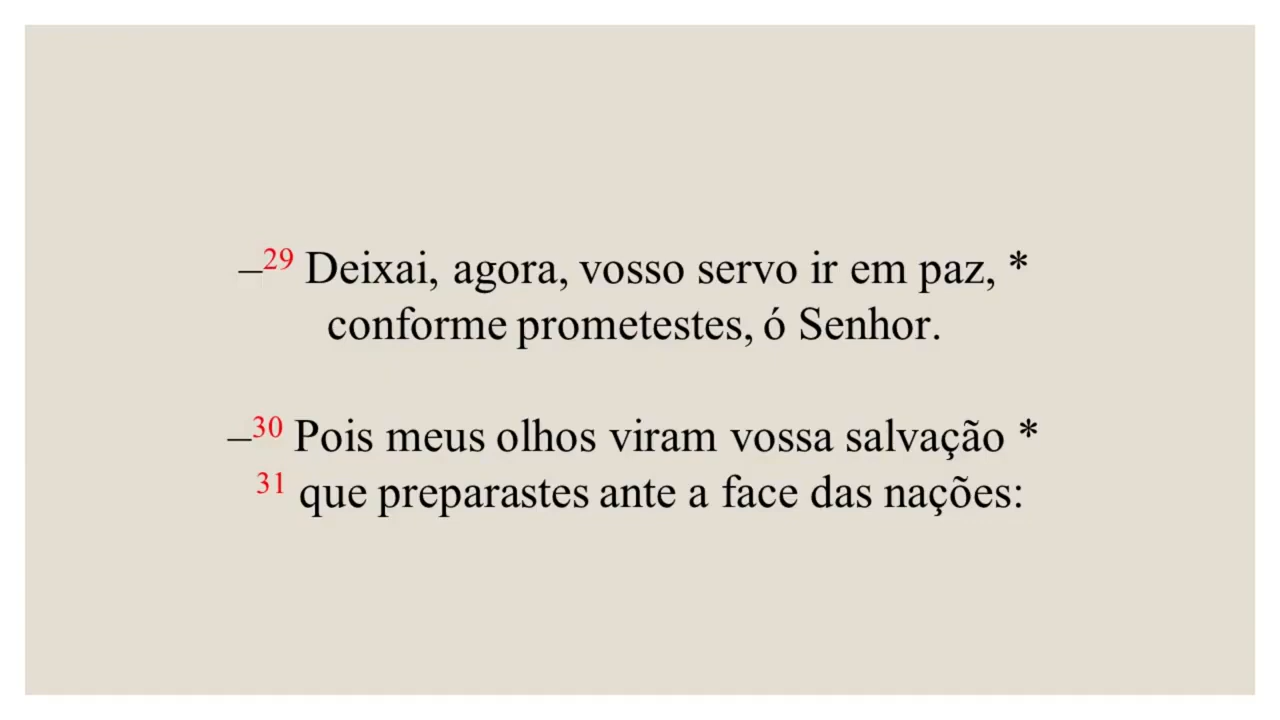 –29 Deixai, agora, vosso servo ir em paz, *
conforme prometestes, ó Senhor.
–30 Pois meus olhos viram vossa salvação *
31 que preparastes ante a face das nações: